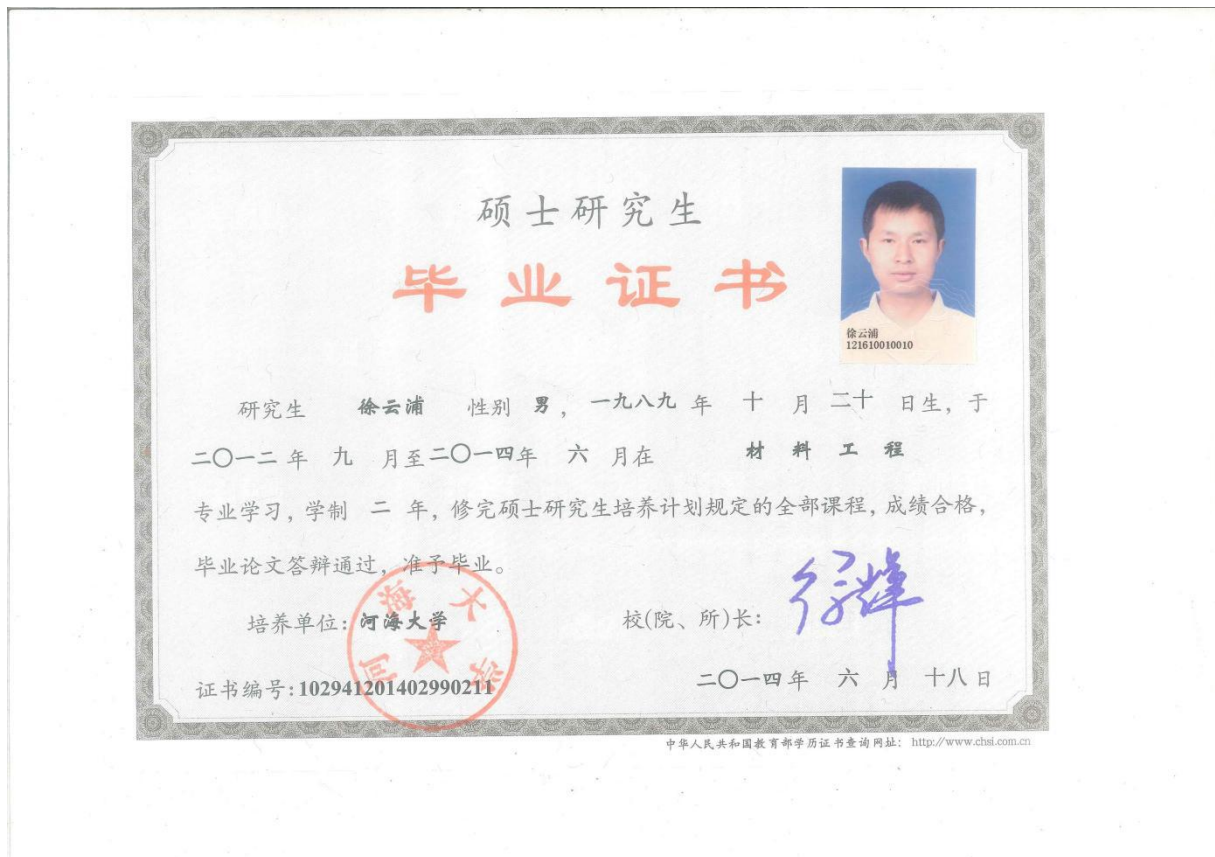 硕士研究生
毕业证书
徐云浦
121610010010
研究生 徐云浦 性别 男，一九八九 年 十 月 二十 日生，于
二〇一二 年 九 月至 二〇一四年 六 月在 材料工程
专业学习，学制 二 年，修完硕士研究生培养计划规定的全部课程，成绩合格，
毕业论文答辩通过，准予毕业。
培养单位：河海大学
河海大学
校(院、所)长：
证书编号：102941201402990211
二〇一四年 六 月 十八日
中华人民共和国教育部学历证书查询网址： http://www.chsi.com.cn